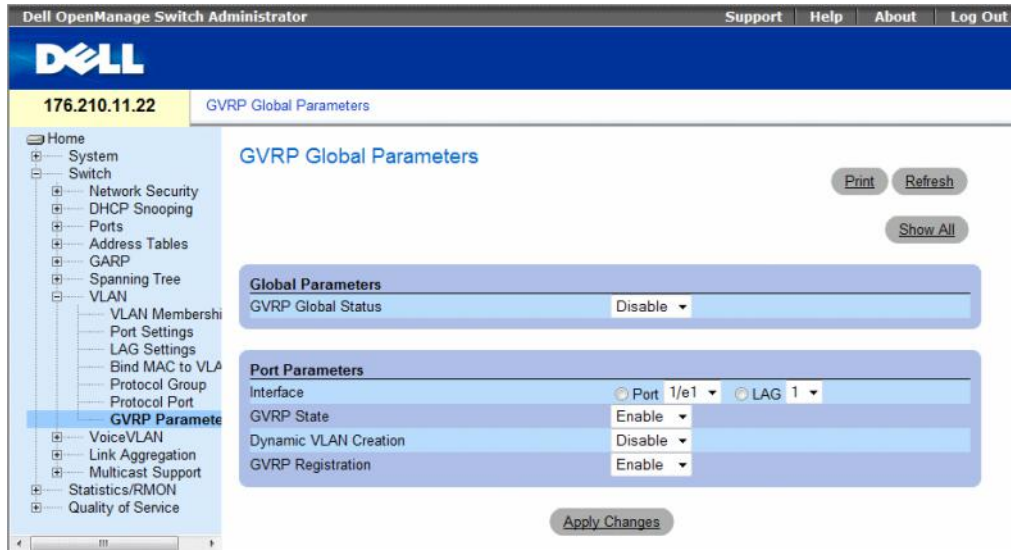 Dell OpenManage Switch Administrator
Support Help About Log Out
DELL
176.210.11.22
GVRP Global Parameters
Home
System
Switch
Network Security
DHCP Snooping
Ports
Address Tables
GARP
Spanning Tree
VLAN
VLAN Membershi
Port Settings
LAG Settings
Bind MAC to VLA
Protocol Group
Protocol Port
GVRP Paramete
VoiceVLAN
Link Aggregation
Multicast Support
Statistics/RMON
Quality of Service
GVRP Global Parameters
Print Refresh
Show All
Global Parameters
GVRP Global Status Disable
Port Parameters
Interface Port 1/e1 LAG 1
GVRP State Enable
Dynamic VLAN Creation Disable
GVRP Registration Enable
Apply Changes